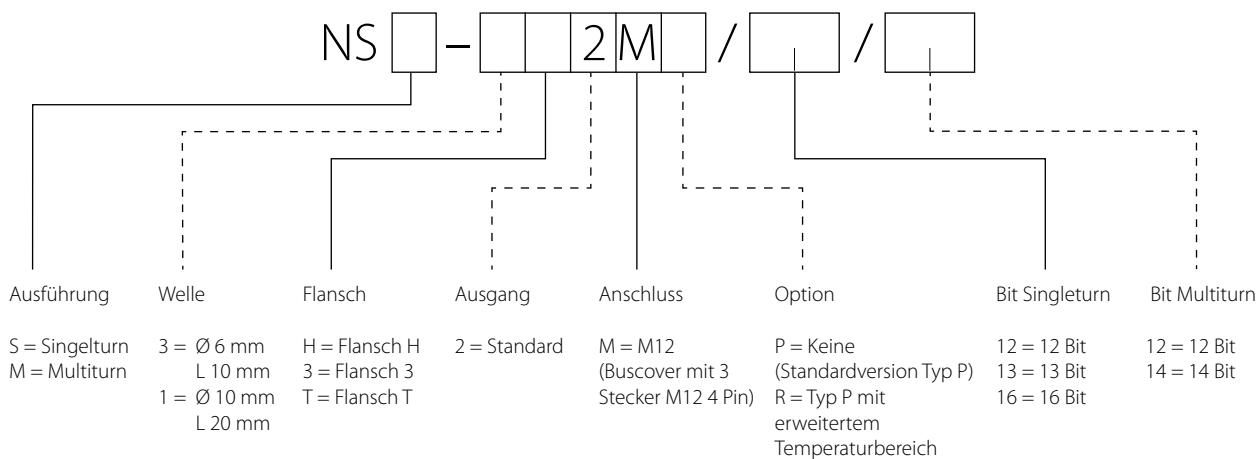 NS – 2 M / /
Ausführung Welle Flansch Ausgang Anschluss Option Bit Singleturn Bit Multiturn
S = Singelturn
M = Multiturn
3 = Ø 6 mm
L 10 mm
1 = Ø 10 mm
L 20 mm
H = Flansch H
3 = Flansch 3
T = Flansch T
2 = Standard
M = M12
(Buscover mit 3
Stecker M12 4 Pin)
P = Keine
(Standardversion Typ P)
R = Typ P mit
erweitertem
Temperaturbereich
12 = 12 Bit
13 = 13 Bit
16 = 16 Bit
12 = 12 Bit
14 = 14 Bit